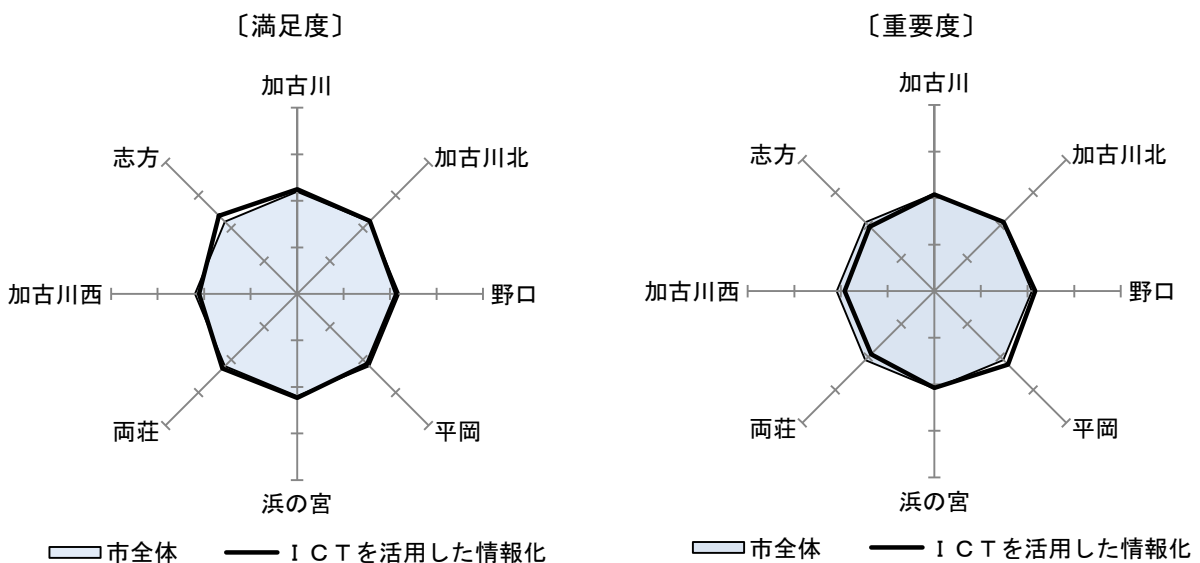 〔満足度〕
加古川
加古川北
野口
平岡
浜の宮
両荘
加古川西
志方
市全体
ＩＣＴを活用した情報化
〔重要度〕
加古川
加古川北
野口
平岡
浜の宮
両荘
加古川西
志方
市全体
ＩＣＴを活用した情報化